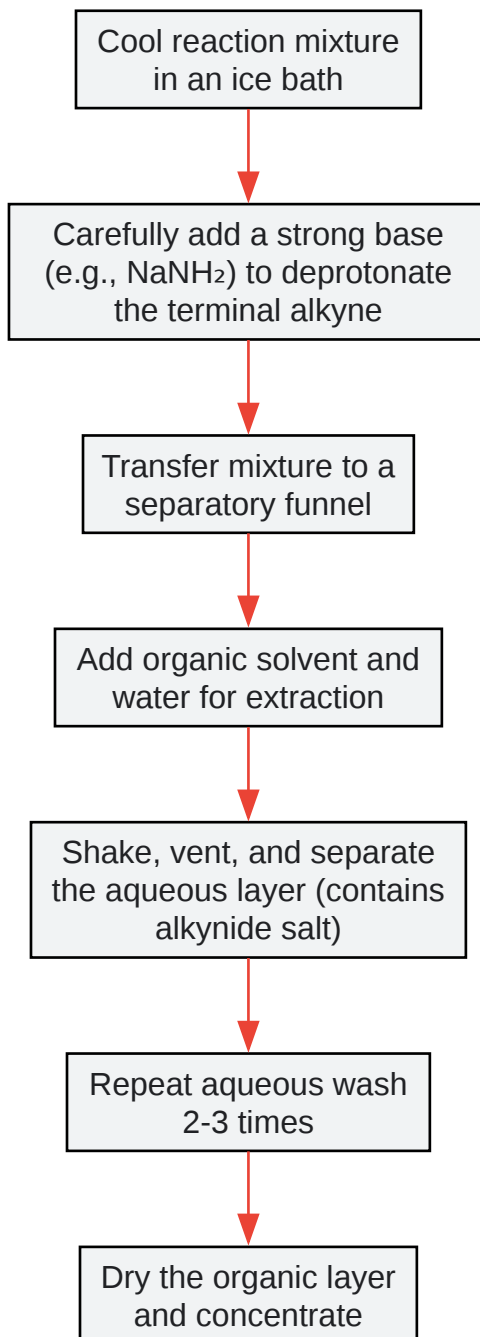 Cool reaction mixture
in an ice bath
Carefully add a strong base
(e.g., NaNH₂) to deprotonate
the terminal alkyne
Transfer mixture to a
separatory funnel
Add organic solvent and
water for extraction
Shake, vent, and separate
the aqueous layer (contains
alkynide salt)
Repeat aqueous wash
2-3 times
Dry the organic layer
and concentrate